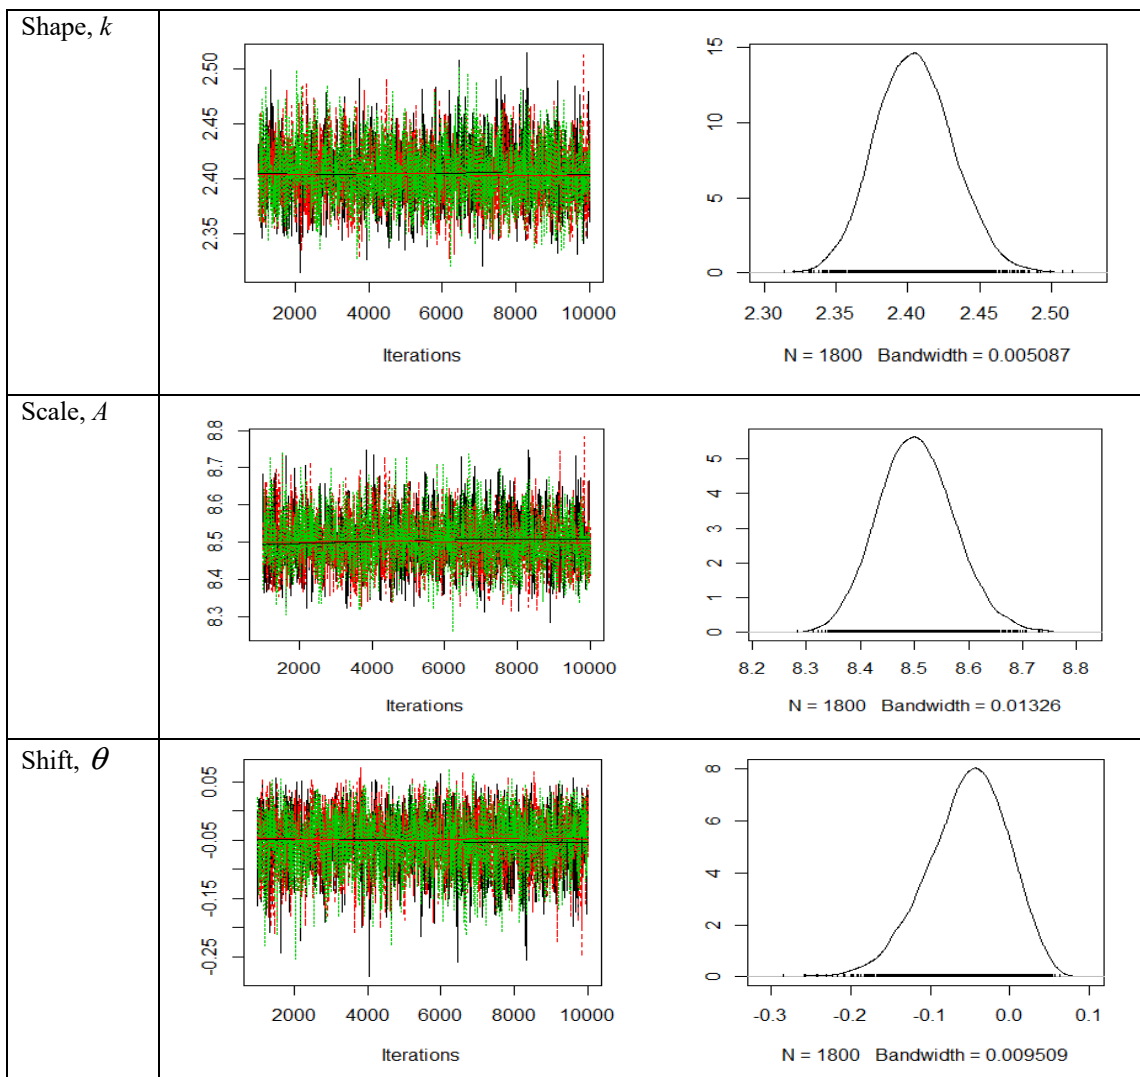 Shape, k
2.35 2.40 2.45 2.50
2000 4000 6000 8000 10000
Iterations
0 5 10 15
2.30 2.35 2.40 2.45 2.50
N = 1800 Bandwidth = 0.005087
Scale, A
8.3 8.4 8.5 8.6 8.7 8.8
2000 4000 6000 8000 10000
Iterations
0 1 2 3 4 5
8.2 8.3 8.4 8.5 8.6 8.7 8.8
N = 1800 Bandwidth = 0.01326
Shift, θ
-0.25 -0.15 -0.05 0.05
2000 4000 6000 8000 10000
Iterations
0 2 4 6 8
-0.3 -0.2 -0.1 0.0 0.1
N = 1800 Bandwidth = 0.009509